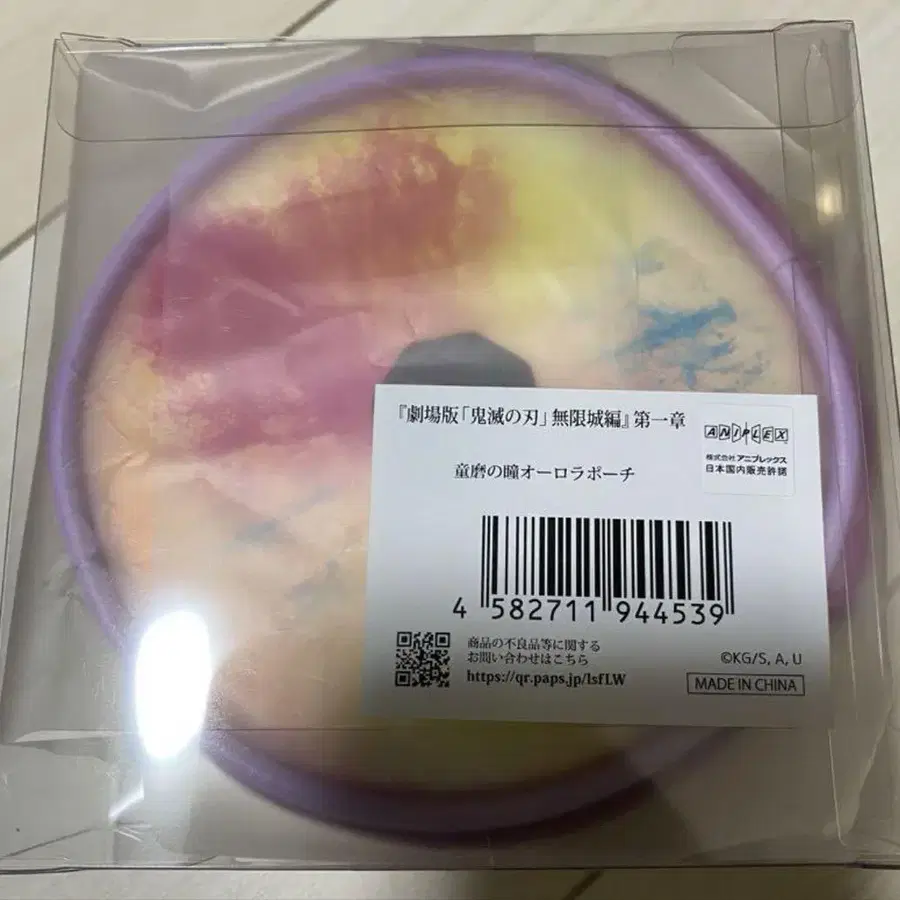 『劇場版「鬼滅の刃」無限城編』第一章
ANIPLEX
株式会社アニプレックス
日本国内販売許諾
童磨の瞳オーロラポーチ
4 582711 944539
商品の不良品等に関する
お問い合わせはこちら
https://qr.paps.jp/lsfLW
©KG/S, A, U
MADE IN CHINA